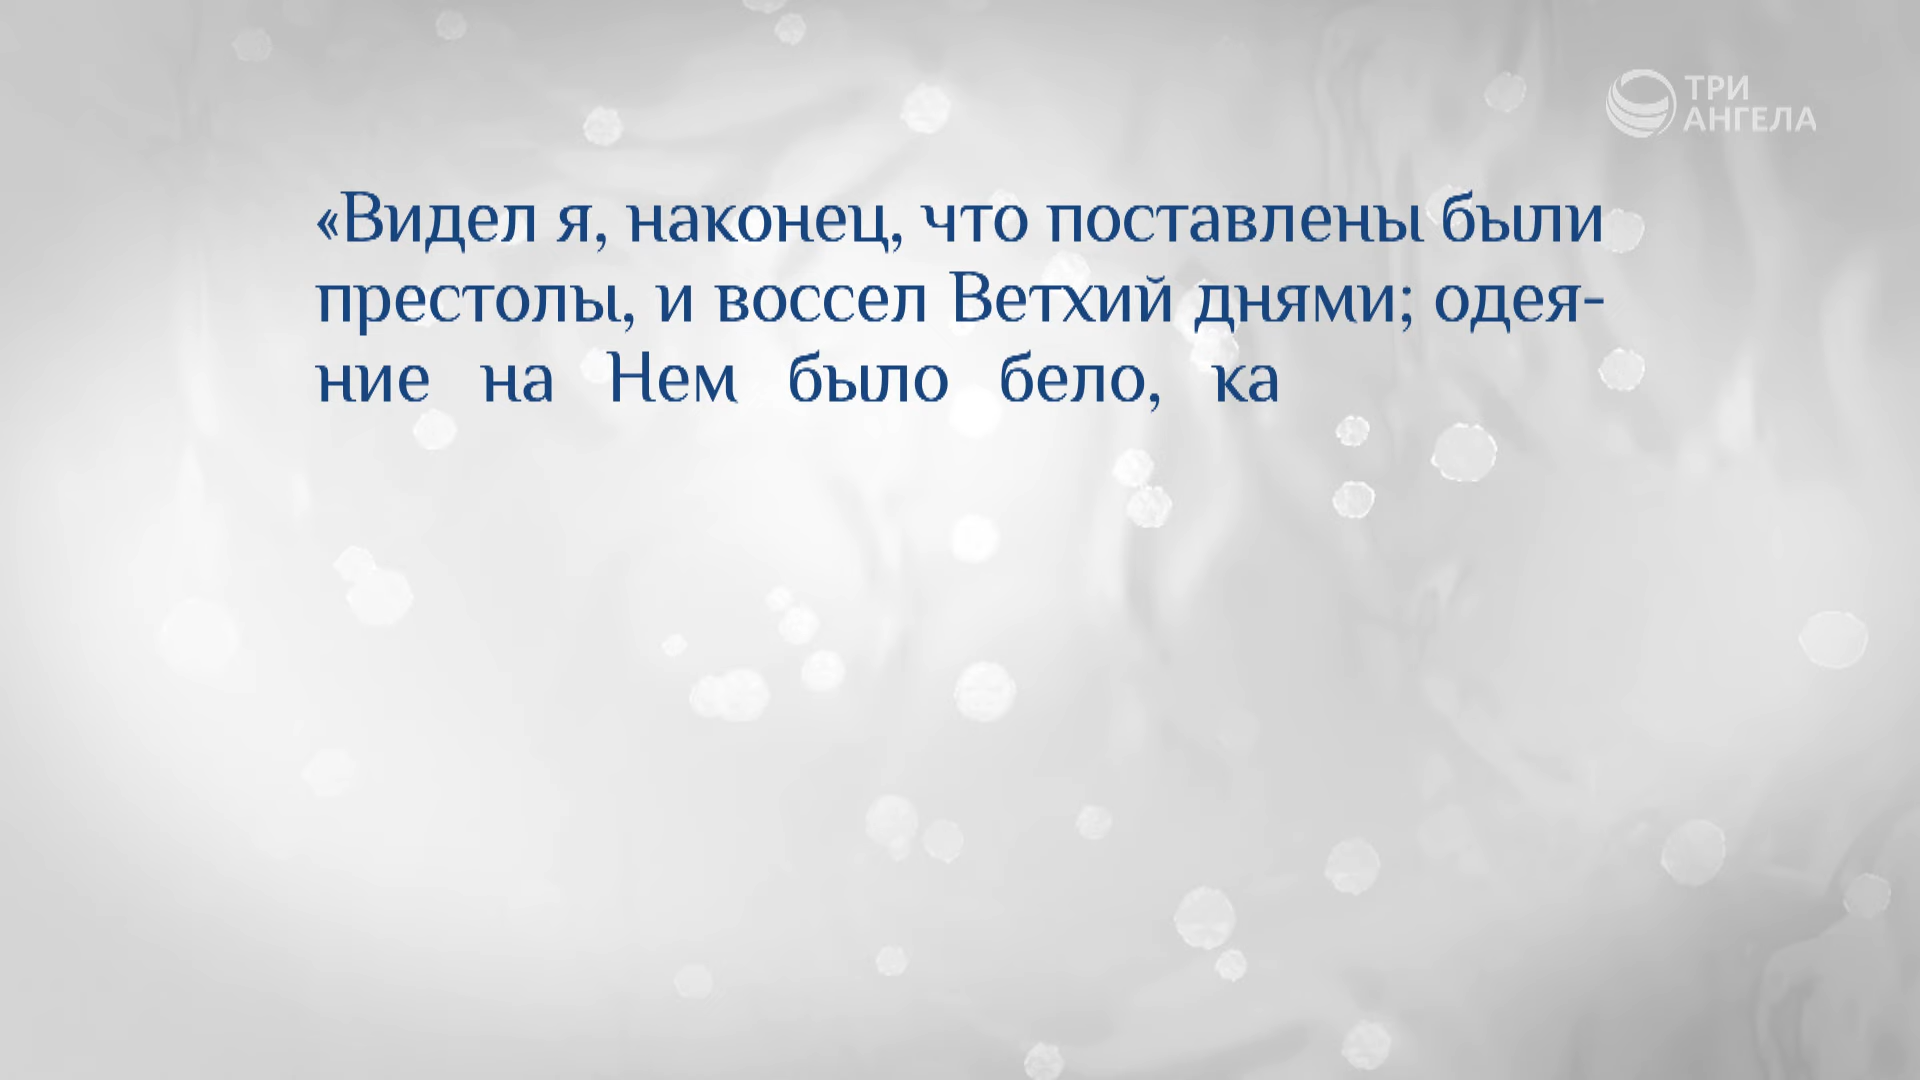 ТРИ
АНГЕЛА
«Видел я, наконец, что поставлены были
престолы, и воссел Ветхий днями; одея-
ние на Нем было бело, ка